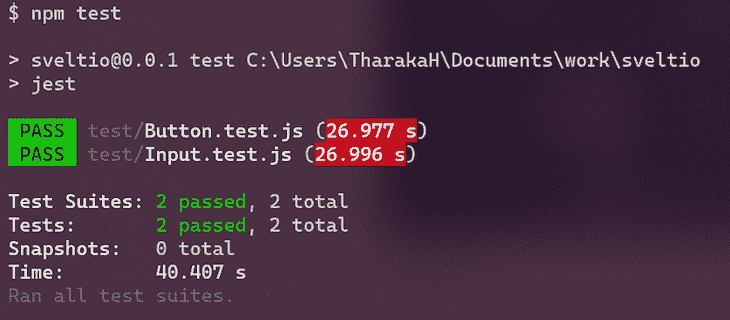 $ npm test
> sveltio@0.0.1 test C:\Users\TharakaH\Documents\work\sveltio
> jest
PASS test/Button.test.js (26.977 s)
PASS test/Input.test.js (26.996 s)
Test Suites: 2 passed, 2 total
Tests: 2 passed, 2 total
Snapshots: 0 total
Time: 40.407 s
Ran all test suites.